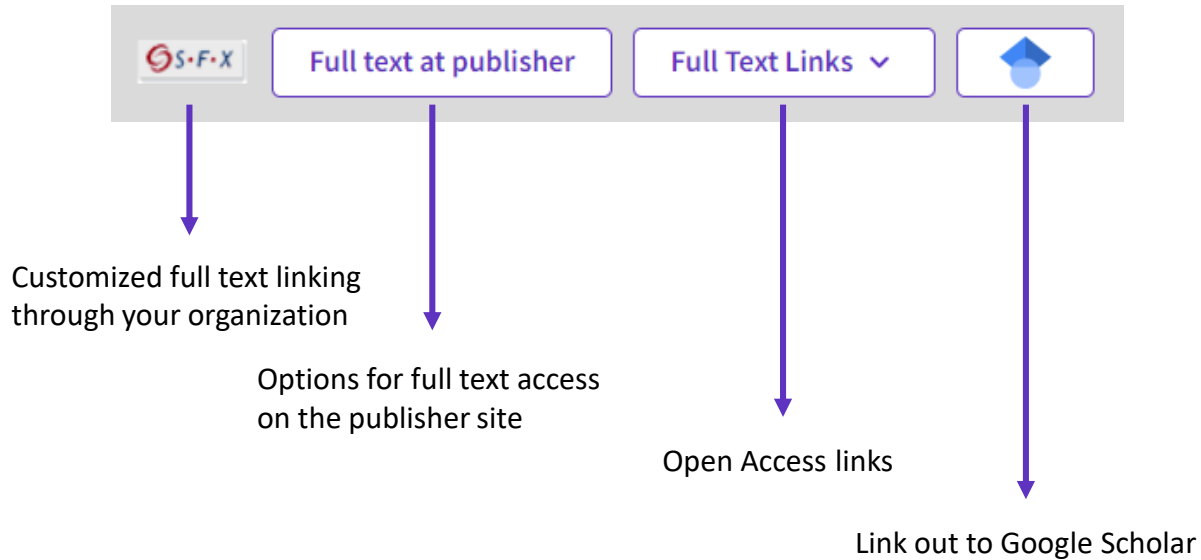 S·F·X
Full text at publisher
Full Text Links
Customized full text linking
through your organization
Options for full text access
on the publisher site
Open Access links
Link out to Google Scholar